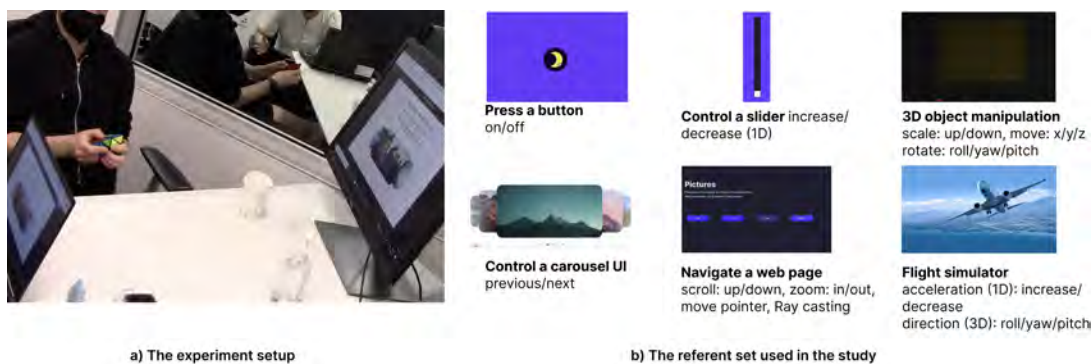 Press a button
on/off
Control a slider increase/
decrease (1D)
3D object manipulation
scale: up/down, move: x/y/z
rotate: roll/yaw/pitch
Pictures
Control a carousel UI
previous/next
Navigate a web page
scroll: up/down, zoom: in/out,
move pointer, Ray casting
Flight simulator
acceleration (1D): increase/
decrease
direction (3D): roll/yaw/pitch
a) The experiment setup
b) The referent set used in the study